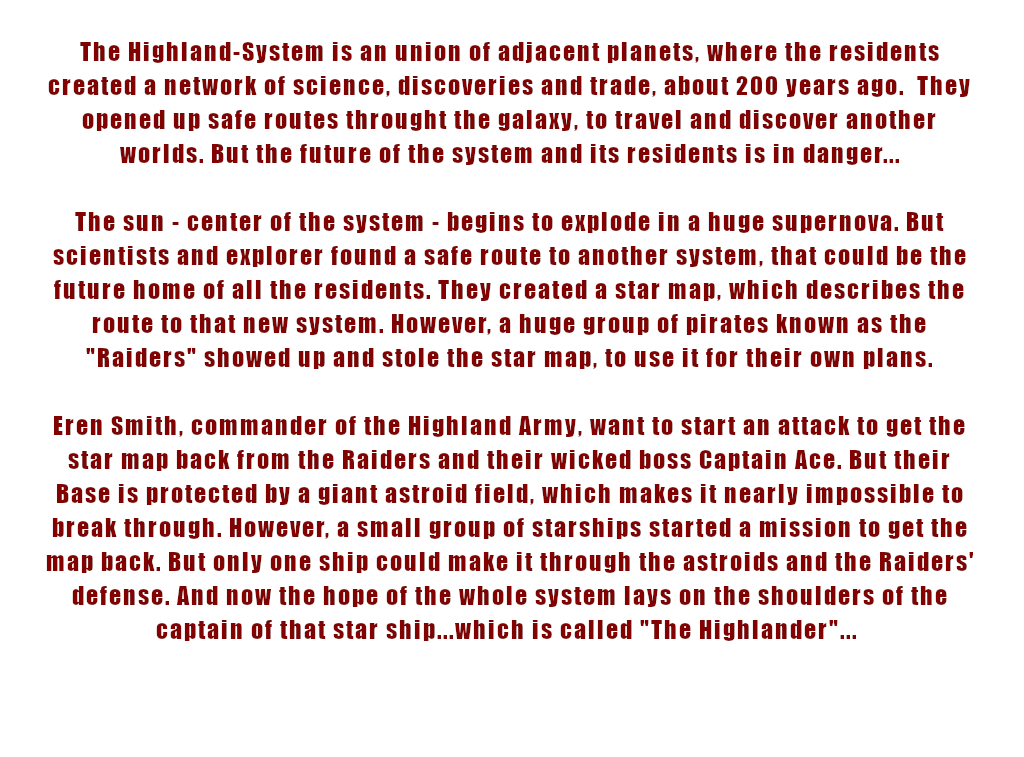 The Highland-System is an union of adjacent planets, where the residents
created a network of science, discoveries and trade, about 200 years ago.  They
opened up safe routes throught the galaxy, to travel and discover another
worlds. But the future of the system and its residents is in danger...
The sun - center of the system - begins to explode in a huge supernova. But
scientists and explorer found a safe route to another system, that could be the
future home of all the residents. They created a star map, which describes the
route to that new system. However, a huge group of pirates known as the
"Raiders" showed up and stole the star map, to use it for their own plans.
Eren Smith, commander of the Highland Army, want to start an attack to get the
star map back from the Raiders and their wicked boss Captain Ace. But their
Base is protected by a giant astroid field, which makes it nearly impossible to
break through. However, a small group of starships started a mission to get the
map back. But only one ship could make it through the astroids and the Raiders'
defense. And now the hope of the whole system lays on the shoulders of the
captain of that star ship...which is called "The Highlander"...